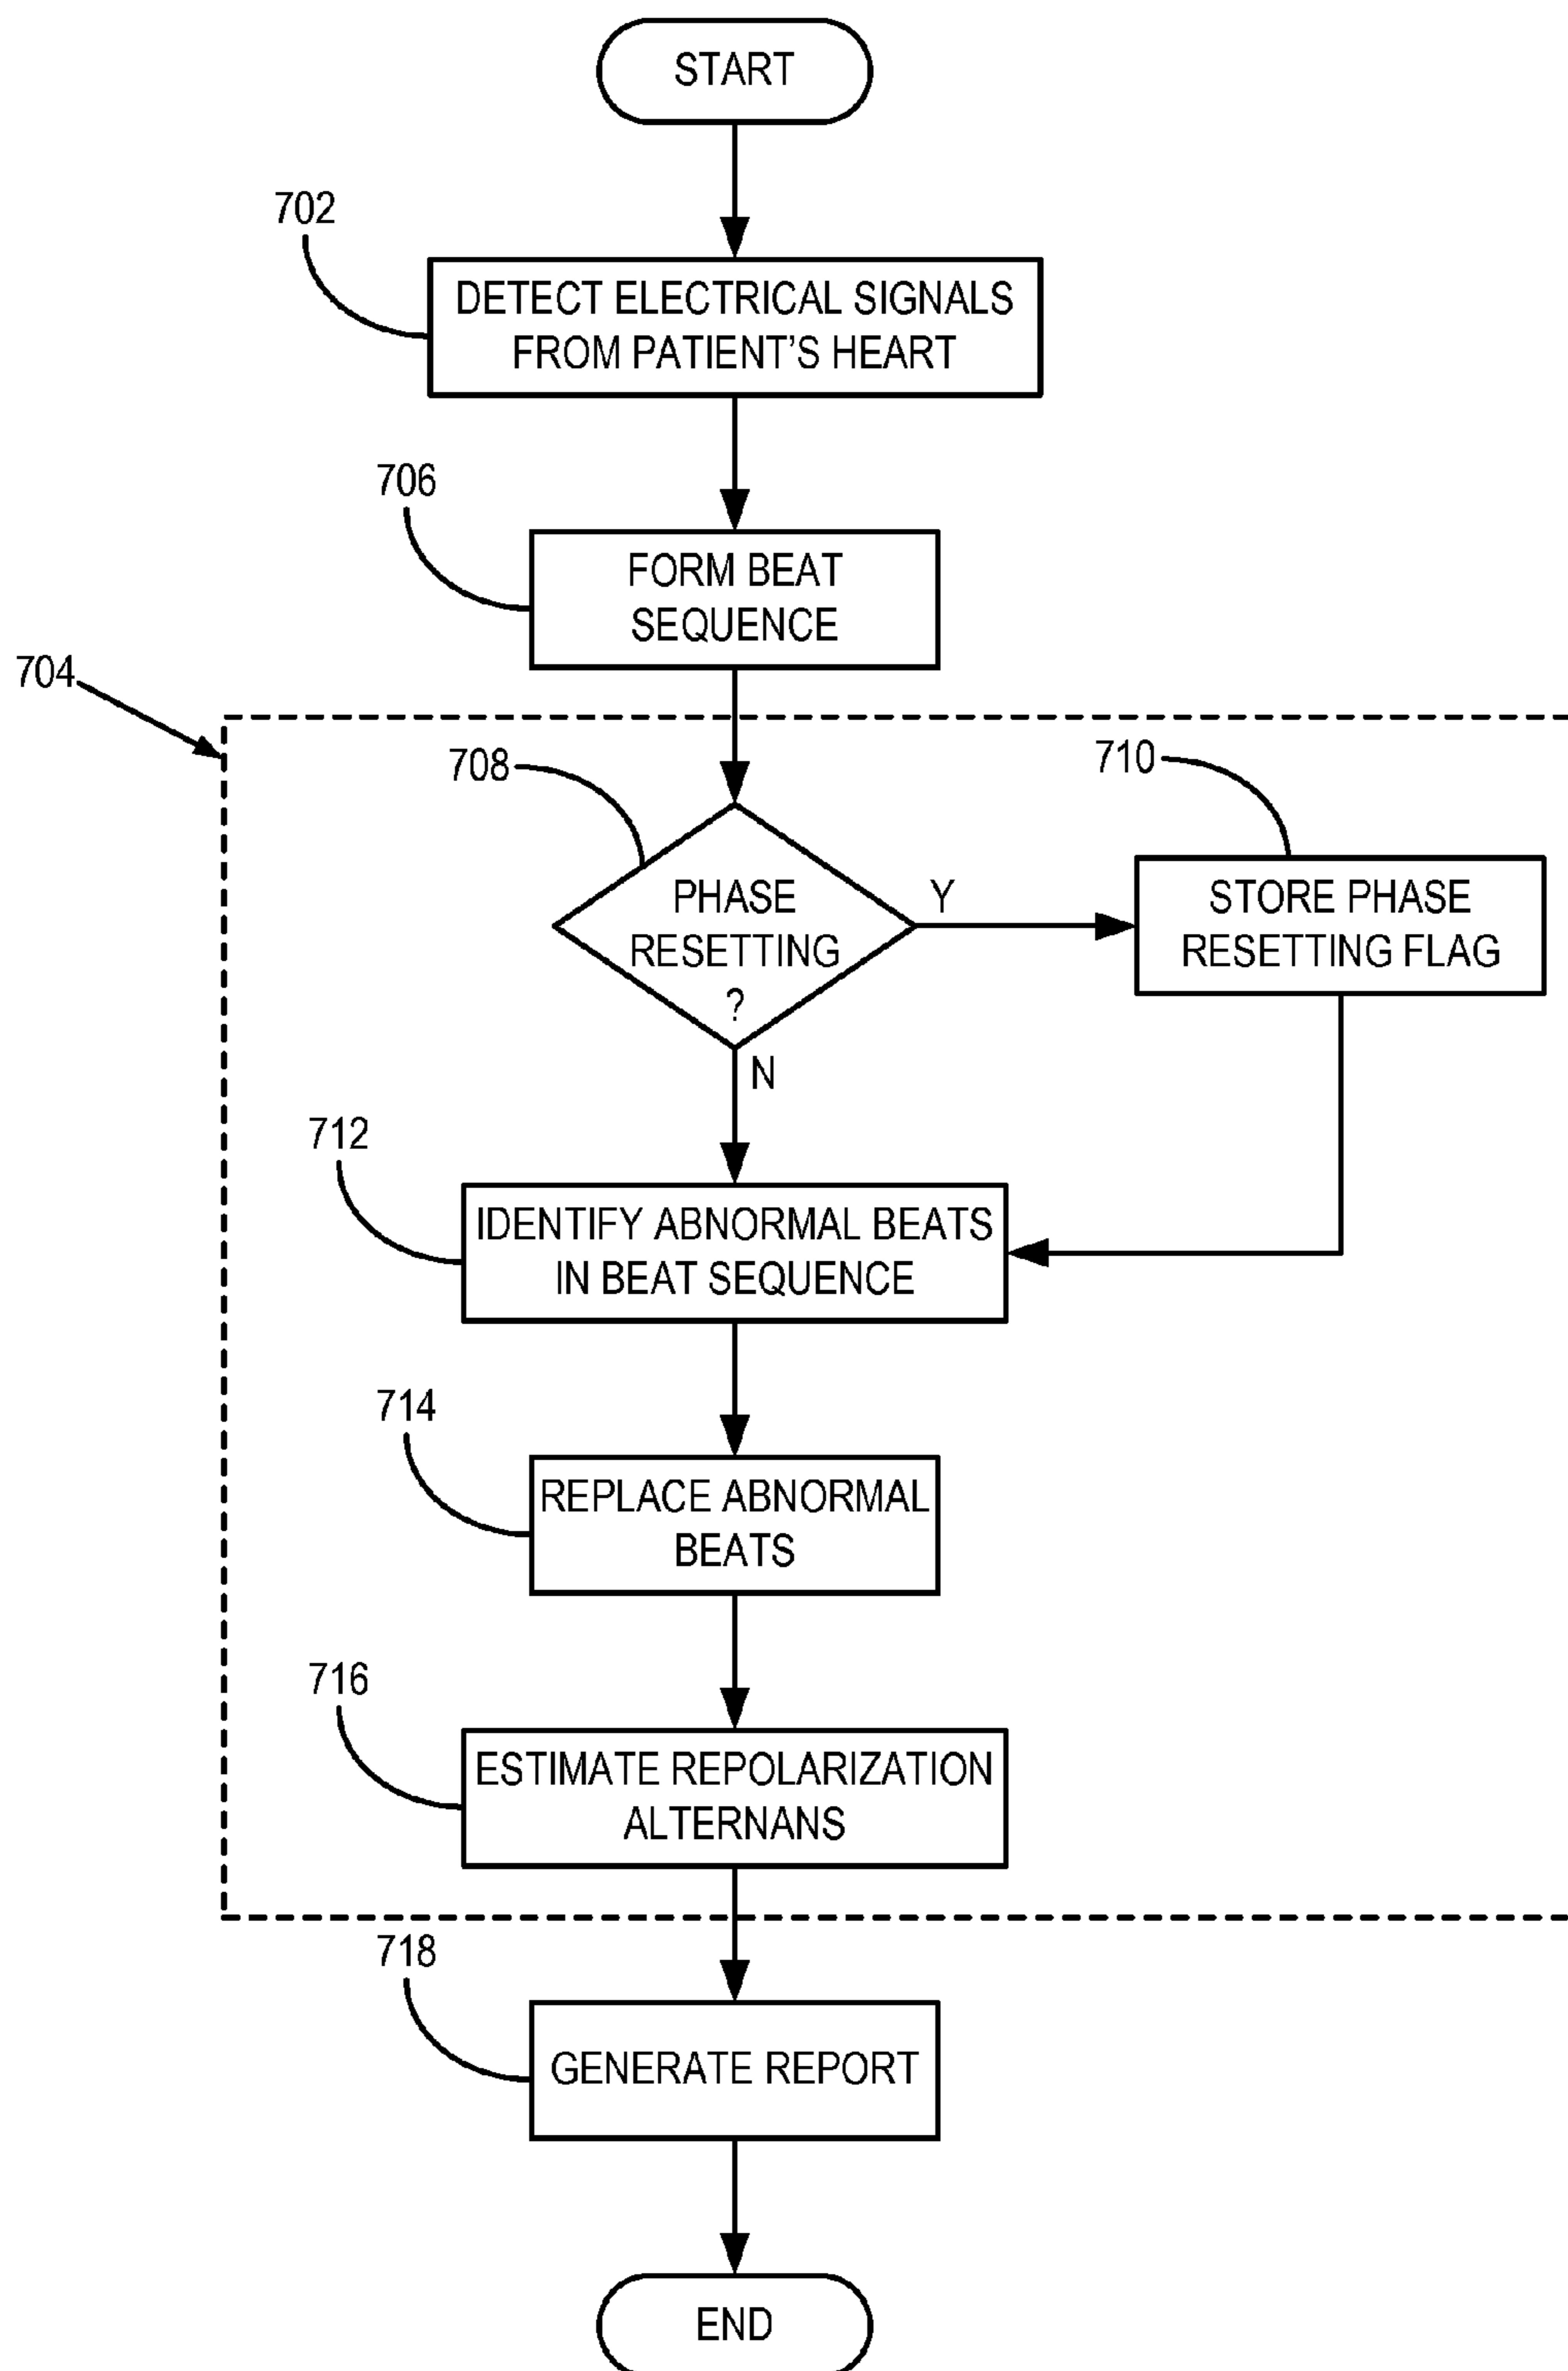 START
702
DETECT ELECTRICAL SIGNALS
FROM PATIENT'S HEART
706
FORM BEAT
SEQUENCE
704
708
710
PHASE
RESETTING
?
Y
STORE PHASE
RESETTING FLAG
N
712
IDENTIFY ABNORMAL BEATS
IN BEAT SEQUENCE
714
REPLACE ABNORMAL
BEATS
716
ESTIMATE REPOLARIZATION
ALTERNANS
718
GENERATE REPORT
END